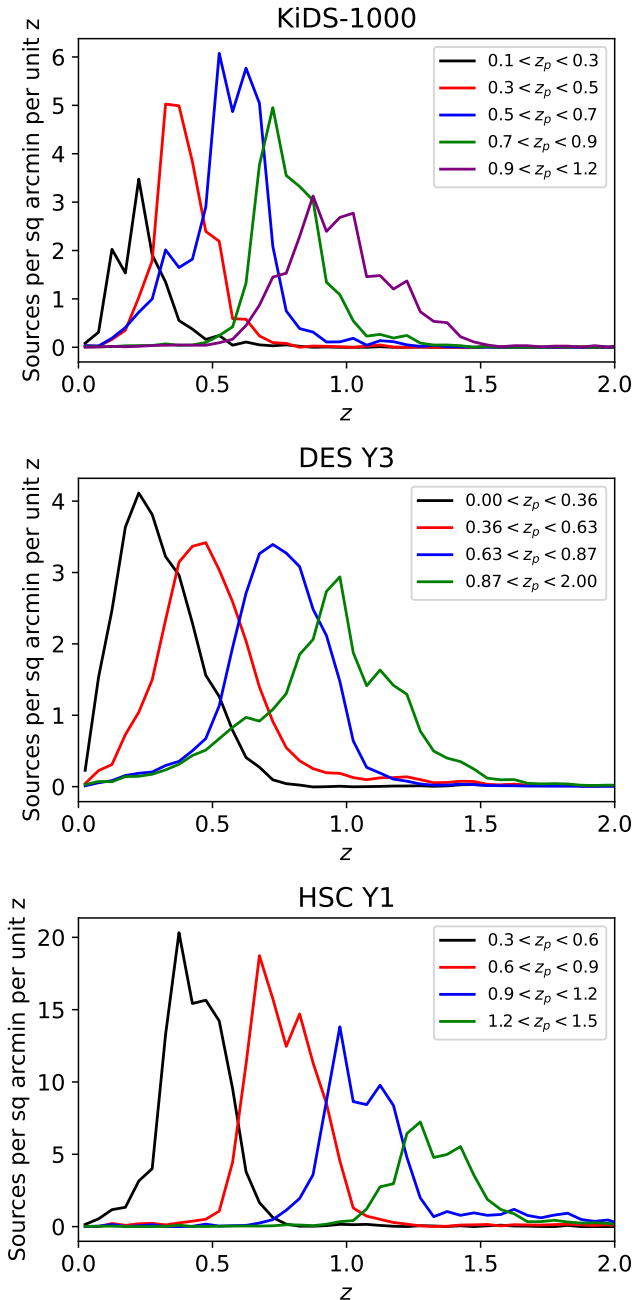 KiDS-1000
Sources per sq arcmin per unit z
6
5
4
3
2
1
0
0.1 < z_p < 0.3
0.3 < z_p < 0.5
0.5 < z_p < 0.7
0.7 < z_p < 0.9
0.9 < z_p < 1.2
0.0 0.5 1.0 1.5 2.0
z
DES Y3
Sources per sq arcmin per unit z
4
3
2
1
0
0.00 < z_p < 0.36
0.36 < z_p < 0.63
0.63 < z_p < 0.87
0.87 < z_p < 2.00
0.0 0.5 1.0 1.5 2.0
z
HSC Y1
Sources per sq arcmin per unit z
20
15
10
5
0
0.3 < z_p < 0.6
0.6 < z_p < 0.9
0.9 < z_p < 1.2
1.2 < z_p < 1.5
0.0 0.5 1.0 1.5 2.0
z